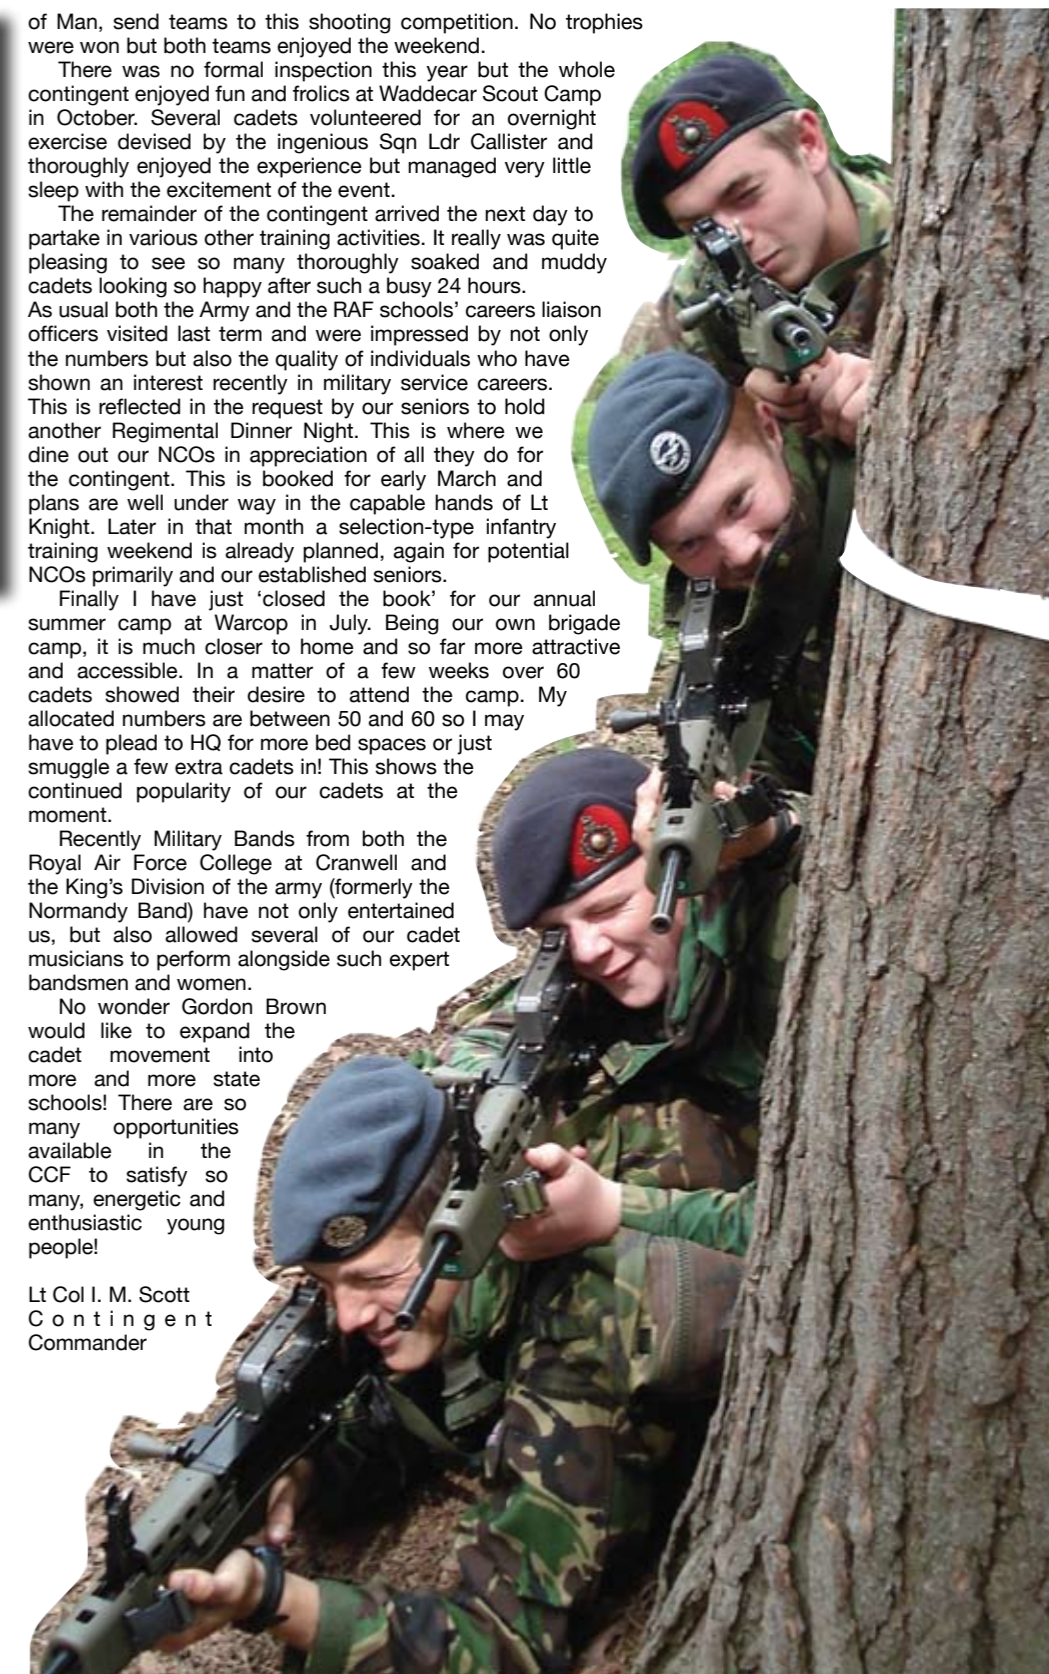 of Man, send teams to this shooting competition. No trophies
were won but both teams enjoyed the weekend.
There was no formal inspection this year but the whole
contingent enjoyed fun and frolics at Waddecar Scout Camp
in October. Several cadets volunteered for an overnight
exercise devised by the ingenious Sqn Ldr Callister and
thoroughly enjoyed the experience but managed very little
sleep with the excitement of the event.
The remainder of the contingent arrived the next day to
partake in various other training activities. It really was quite
pleasing to see so many thoroughly soaked and muddy
cadets looking so happy after such a busy 24 hours.
As usual both the Army and the RAF schools’ careers liaison
officers visited last term and were impressed by not only
the numbers but also the quality of individuals who have
shown an interest recently in military service careers.
This is reflected in the request by our seniors to hold
another Regimental Dinner Night. This is where we
dine out our NCOs in appreciation of all they do for
the contingent. This is booked for early March and
plans are well under way in the capable hands of Lt
Knight. Later in that month a selection-type infantry
training weekend is already planned, again for potential
NCOs primarily and our established seniors.
Finally I have just ‘closed the book’ for our annual
summer camp at Warcop in July. Being our own brigade
camp, it is much closer to home and so far more attractive
and accessible. In a matter of a few weeks over 60
cadets showed their desire to attend the camp. My
allocated numbers are between 50 and 60 so I may
have to plead to HQ for more bed spaces or just
smuggle a few extra cadets in! This shows the
continued popularity of our cadets at the
moment.
Recently Military Bands from both the
Royal Air Force College at Cranwell and
the King’s Division of the army (formerly the
Normandy Band) have not only entertained
us, but also allowed several of our cadet
musicians to perform alongside such expert
bandsmen and women.
No wonder Gordon Brown
would like to expand the
cadet movement into
more and more state
schools! There are so
many opportunities
available in the
CCF to satisfy so
many, energetic and
enthusiastic young
people!
Lt Col I. M. Scott
Contingent
Commander